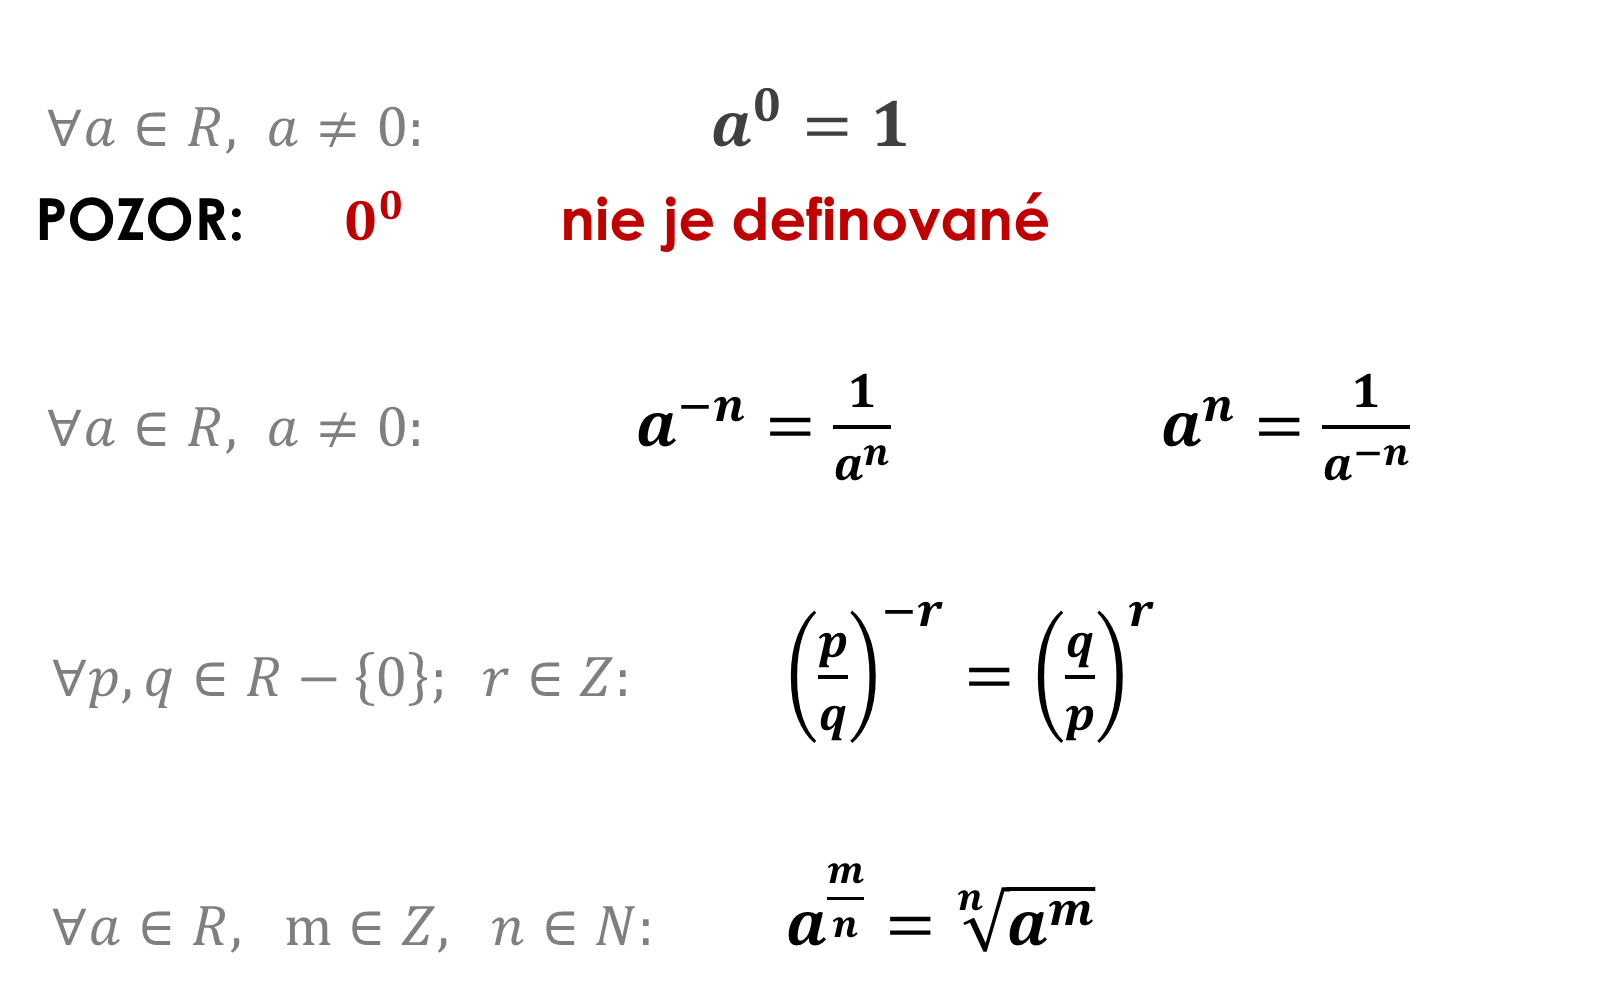 ∀a ∈ R, a ≠ 0: a⁰ = 1
POZOR: 0⁰ nie je definované
∀a ∈ R, a ≠ 0: a⁻ⁿ = 1/aⁿ aⁿ = 1/a⁻ⁿ
∀p, q ∈ R − {0}; r ∈ Z: (p/q)⁻ʳ = (q/p)ʳ
∀a ∈ R, m ∈ Z, n ∈ N: a^(m/n) = ⁿ√(aᵐ)